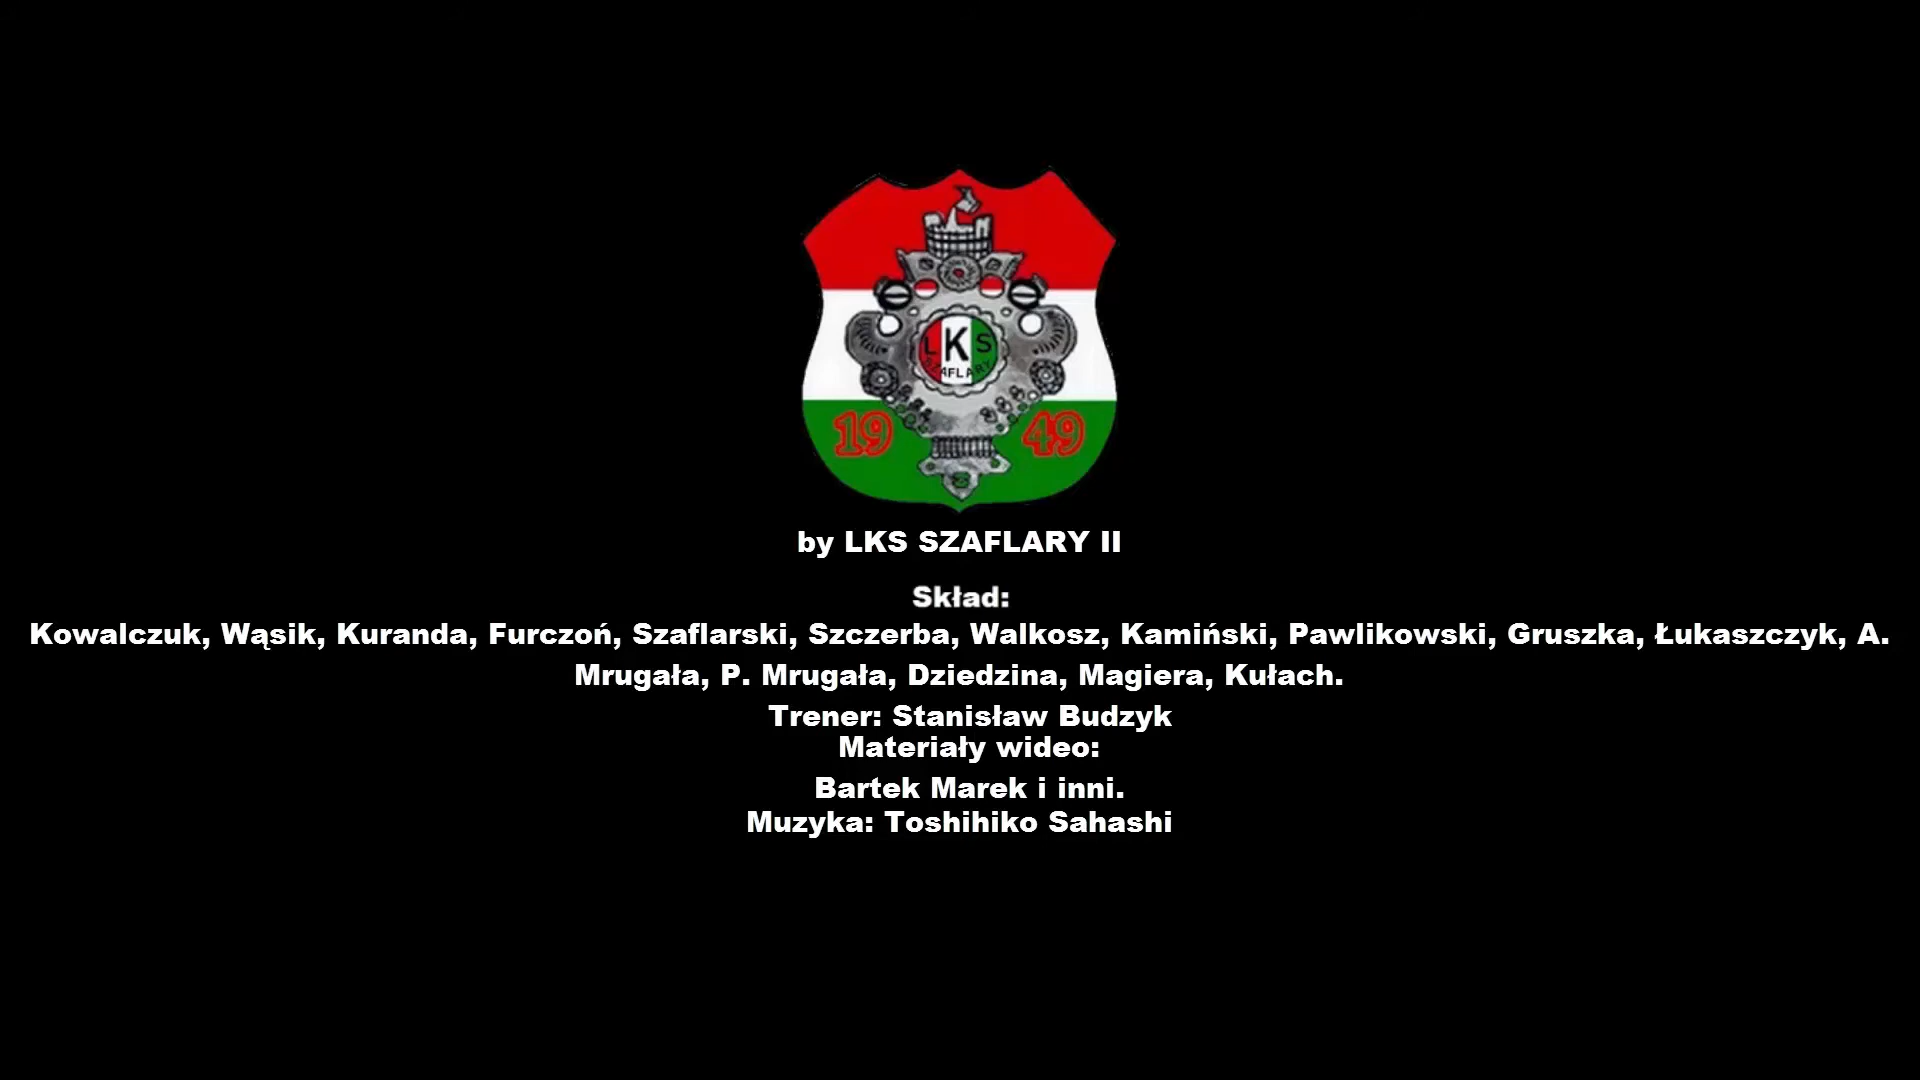 L K S
SZAFLARY
19 49
by LKS SZAFLARY II
Skład:
Kowalczuk, Wąsik, Kuranda, Furczoń, Szaflarski, Szczerba, Walkosz, Kamiński, Pawlikowski, Gruszka, Łukaszczyk, A.
Mrugała, P. Mrugała, Dziedzina, Magiera, Kułach.
Trener: Stanisław Budzyk
Materiały wideo:
Bartek Marek i inni.
Muzyka: Toshihiko Sahashi